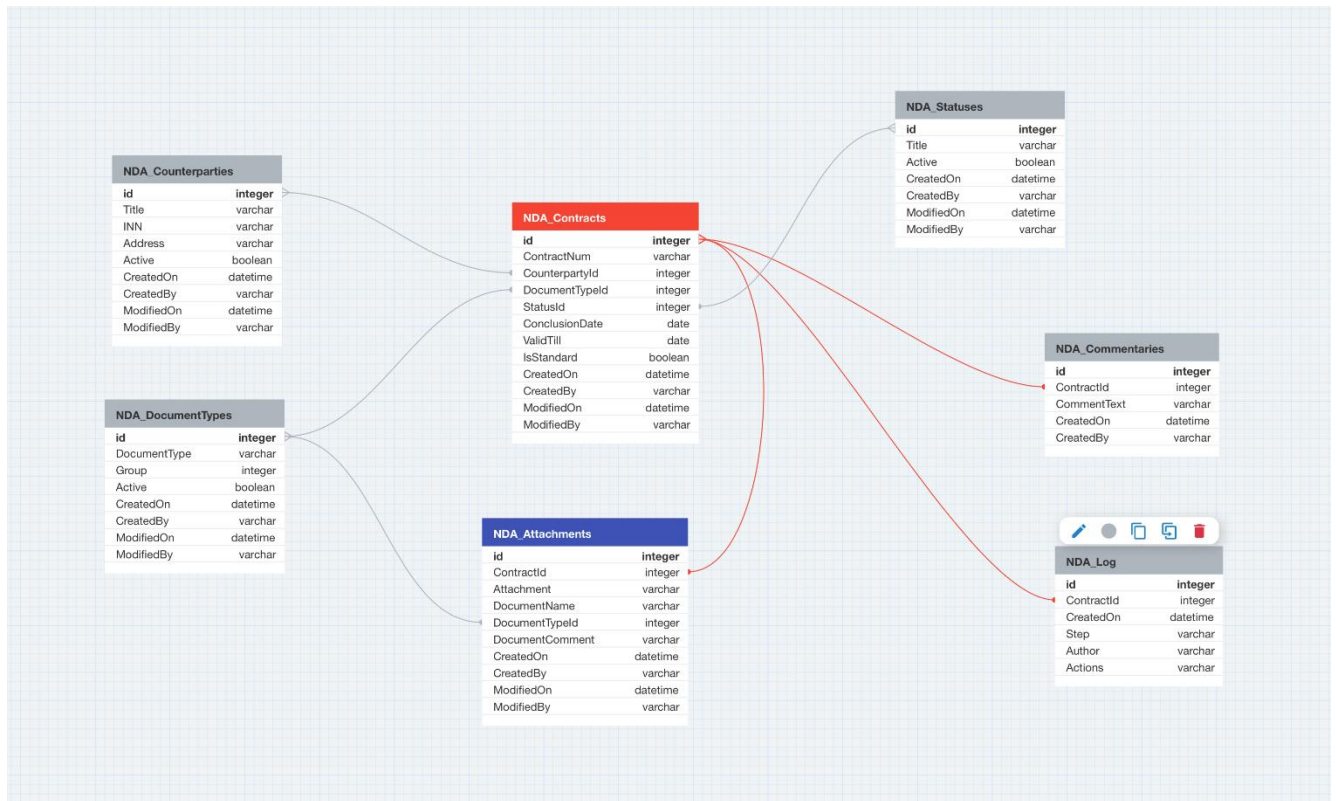 NDA_Counterparties
id integer
Title varchar
INN varchar
Address varchar
Active boolean
CreatedOn datetime
CreatedBy varchar
ModifiedOn datetime
ModifiedBy varchar
NDA_DocumentTypes
id integer
DocumentType varchar
Group integer
Active boolean
CreatedOn datetime
CreatedBy varchar
ModifiedOn datetime
ModifiedBy varchar
NDA_Contracts
id integer
ContractNum varchar
CounterpartyId integer
DocumentTypeId integer
StatusId integer
ConclusionDate date
ValidTill date
IsStandard boolean
CreatedOn datetime
CreatedBy varchar
ModifiedOn datetime
ModifiedBy varchar
NDA_Attachments
id integer
ContractId integer
Attachment varchar
DocumentName varchar
DocumentTypeId integer
DocumentComment varchar
CreatedOn datetime
CreatedBy varchar
ModifiedOn datetime
ModifiedBy varchar
NDA_Statuses
id integer
Title varchar
Active boolean
CreatedOn datetime
CreatedBy varchar
ModifiedOn datetime
ModifiedBy varchar
NDA_Commentaries
id integer
ContractId integer
CommentText varchar
CreatedOn datetime
CreatedBy varchar
NDA_Log
id integer
ContractId integer
CreatedOn datetime
Step varchar
Author varchar
Actions varchar